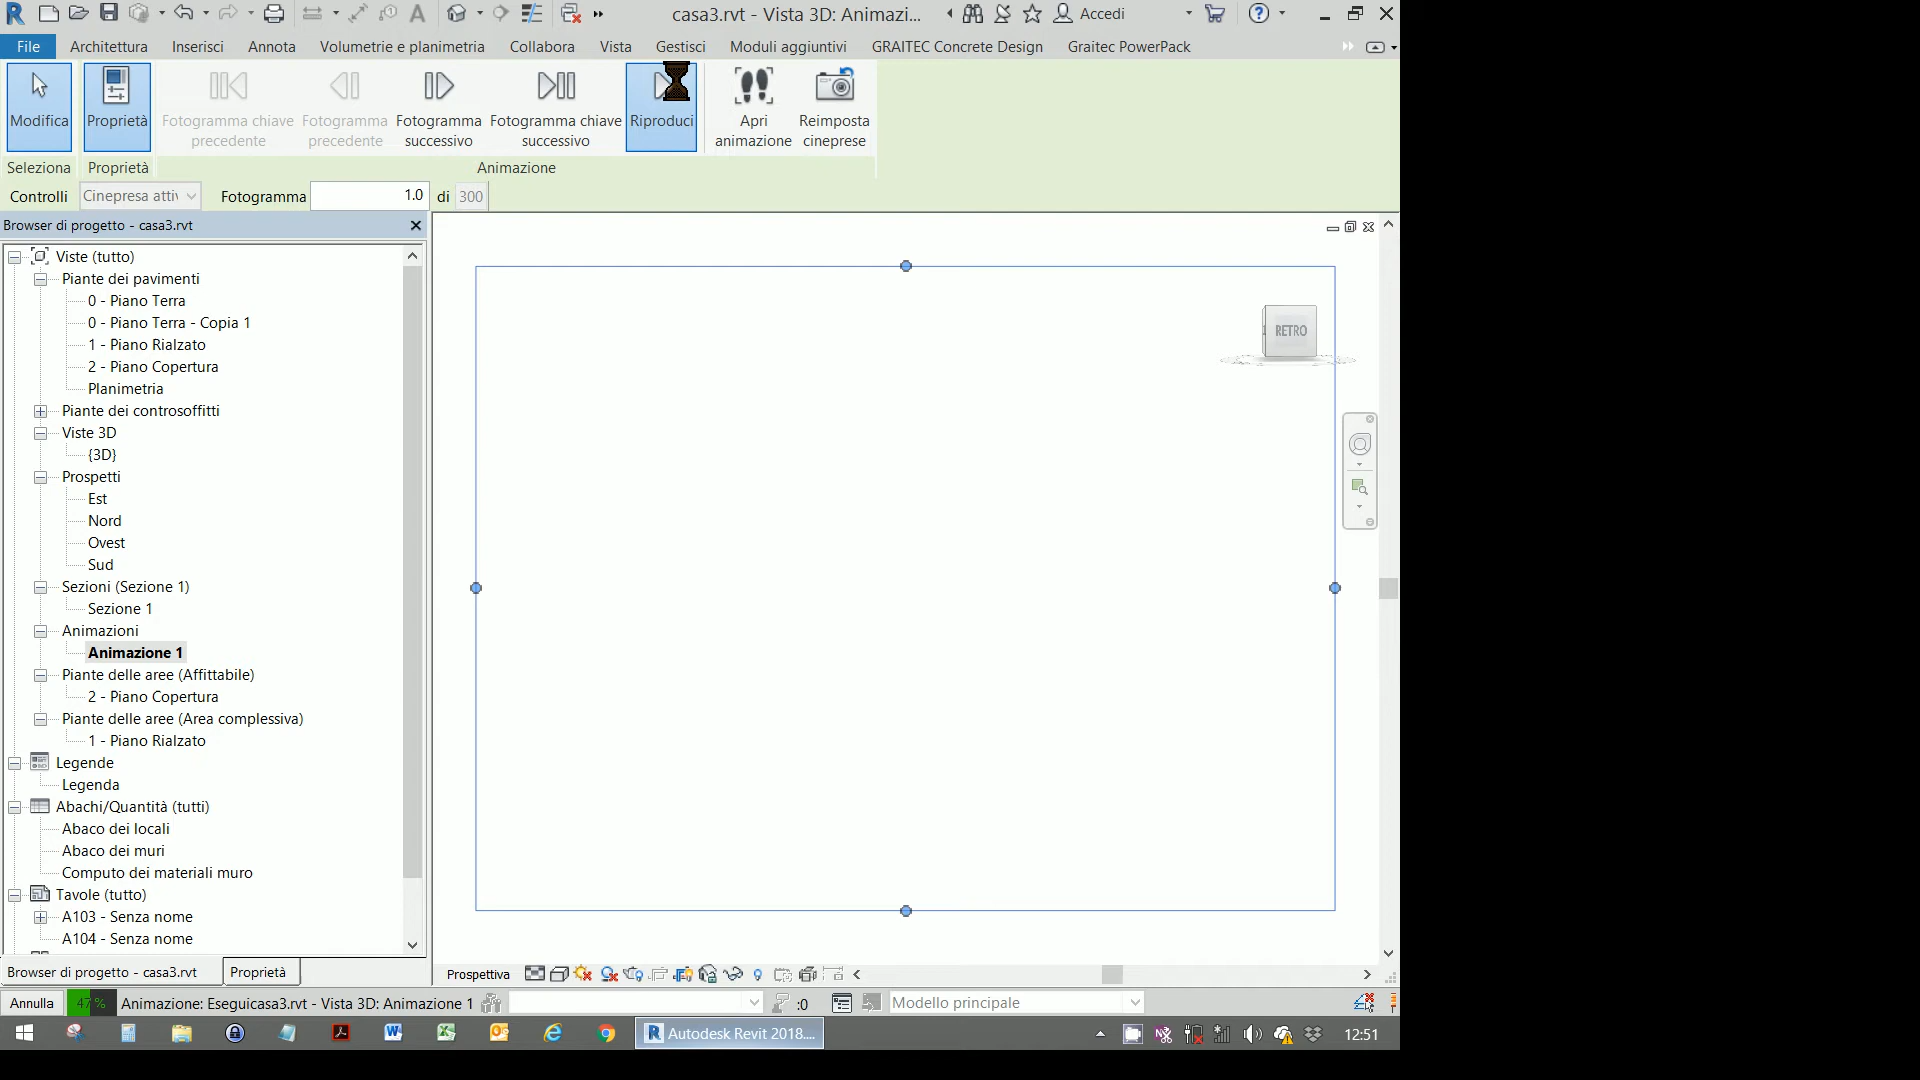 casa3.rvt - Vista 3D: Animazi...
Accedi
File Architettura Inserisci Annota Volumetrie e planimetria Collabora Vista Gestisci Moduli aggiuntivi GRAITEC Concrete Design Graitec PowerPack
Modifica
Proprietà
Fotogramma chiave
precedente
Fotogramma
precedente
Fotogramma
successivo
Fotogramma chiave
successivo
Riproduci
Apri
animazione
Reimposta
cineprese
Seleziona Proprietà Animazione
Controlli Cinepresa attiv Fotogramma 1.0 di 300
Browser di progetto - casa3.rvt
Viste (tutto)
Piante dei pavimenti
0 - Piano Terra
0 - Piano Terra - Copia 1
1 - Piano Rialzato
2 - Piano Copertura
Planimetria
Piante dei controsoffitti
Viste 3D
{3D}
Prospetti
Est
Nord
Ovest
Sud
Sezioni (Sezione 1)
Sezione 1
Animazioni
Animazione 1
Piante delle aree (Affittabile)
2 - Piano Copertura
Piante delle aree (Area complessiva)
1 - Piano Rialzato
Legende
Legenda
Abachi/Quantità (tutti)
Abaco dei locali
Abaco dei muri
Computo dei materiali muro
Tavole (tutto)
A103 - Senza nome
A104 - Senza nome
RETRO
Browser di progetto - casa3.rvt Proprietà
Prospettiva
Annulla 47 % Animazione: Eseguicasa3.rvt - Vista 3D: Animazione 1 :0 Modello principale
Autodesk Revit 2018....
12:51